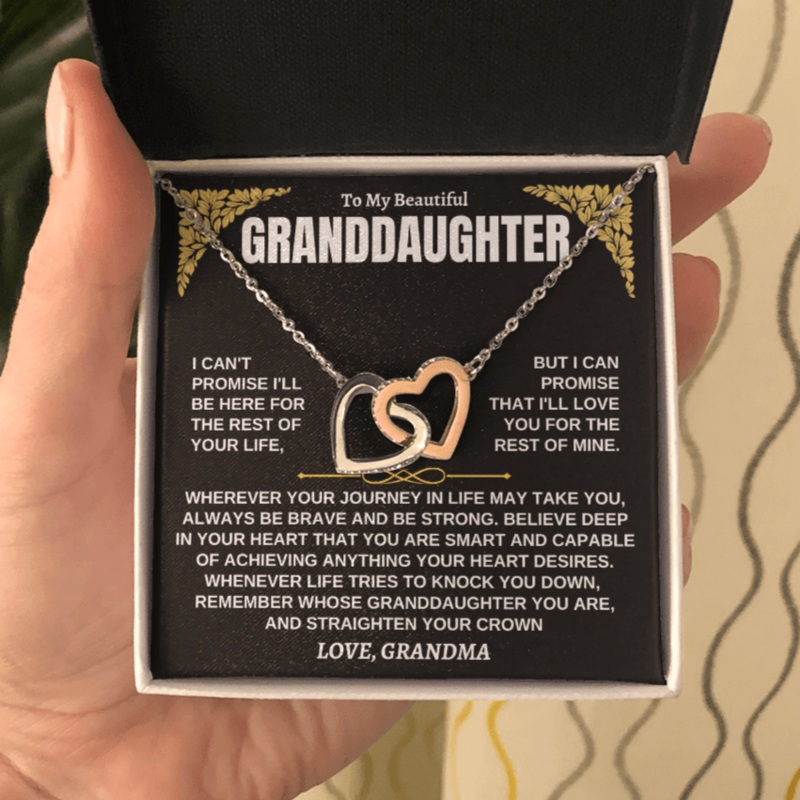 To My Beautiful
GRANDDAUGHTER
I CAN'T
PROMISE I'LL
BE HERE FOR
THE REST OF
YOUR LIFE,
BUT I CAN
PROMISE
THAT I'LL LOVE
YOU FOR THE
REST OF MINE.
WHEREVER YOUR JOURNEY IN LIFE MAY TAKE YOU,
ALWAYS BE BRAVE AND BE STRONG. BELIEVE DEEP
IN YOUR HEART THAT YOU ARE SMART AND CAPABLE
OF ACHIEVING ANYTHING YOUR HEART DESIRES.
WHENEVER LIFE TRIES TO KNOCK YOU DOWN,
REMEMBER WHOSE GRANDDAUGHTER YOU ARE,
AND STRAIGHTEN YOUR CROWN
LOVE, GRANDMA